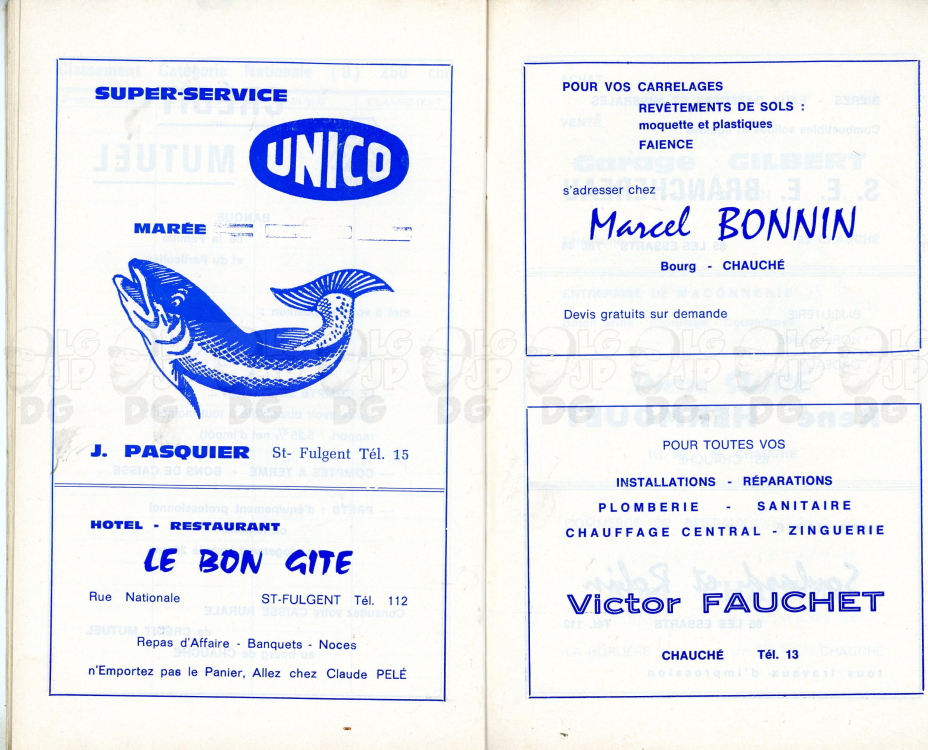 SUPER-SERVICE
UNICO
MARÉE
J. PASQUIER St- Fulgent Tél. 15
HOTEL - RESTAURANT
LE BON GITE
Rue Nationale ST-FULGENT Tél. 112
Repas d'Affaire - Banquets - Noces
n'Emportez pas le Panier, Allez chez Claude PELÉ
POUR VOS CARRELAGES
REVÊTEMENTS DE SOLS :
moquette et plastiques
FAIENCE
s'adresser chez
Marcel BONNIN
Bourg - CHAUCHÉ
Devis gratuits sur demande
POUR TOUTES VOS
INSTALLATIONS - RÉPARATIONS
PLOMBERIE - SANITAIRE
CHAUFFAGE CENTRAL - ZINGUERIE
Victor FAUCHET
CHAUCHÉ Tél. 13